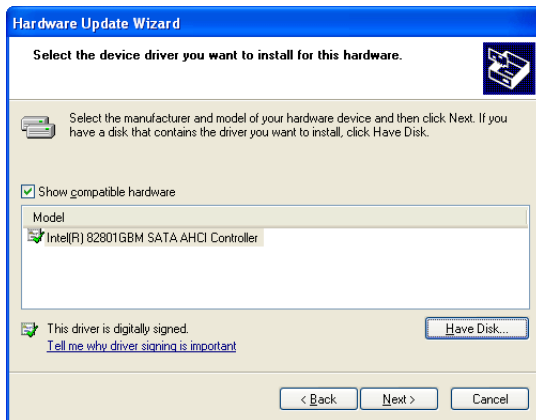 Hardware Update Wizard
Select the device driver you want to install for this hardware.
Select the manufacturer and model of your hardware device and then click Next. If you
have a disk that contains the driver you want to install, click Have Disk.
Show compatible hardware
Model
Intel(R) 82801GBM SATA AHCI Controller
This driver is digitally signed.
Have Disk...
Tell me why driver signing is important
< Back
Next >
Cancel